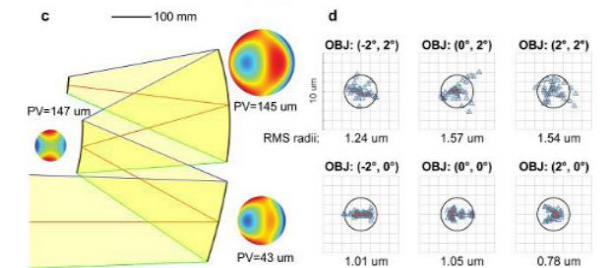 c
100 mm
PV=147 um
PV=145 um
PV=43 um
d
OBJ: (-2°, 2°)
OBJ: (0°, 2°)
OBJ: (2°, 2°)
10 um
RMS radii:
1.24 um
1.57 um
1.54 um
OBJ: (-2°, 0°)
OBJ: (0°, 0°)
OBJ: (2°, 0°)
1.01 um
1.05 um
0.78 um